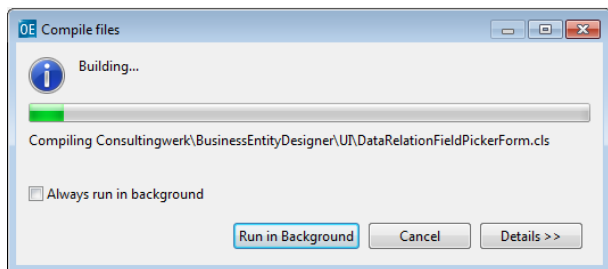 OE Compile files
Building...
Compiling Consultingwerk\BusinessEntityDesigner\UI\DataRelationFieldPickerForm.cls
Always run in background
Run in Background Cancel Details >>